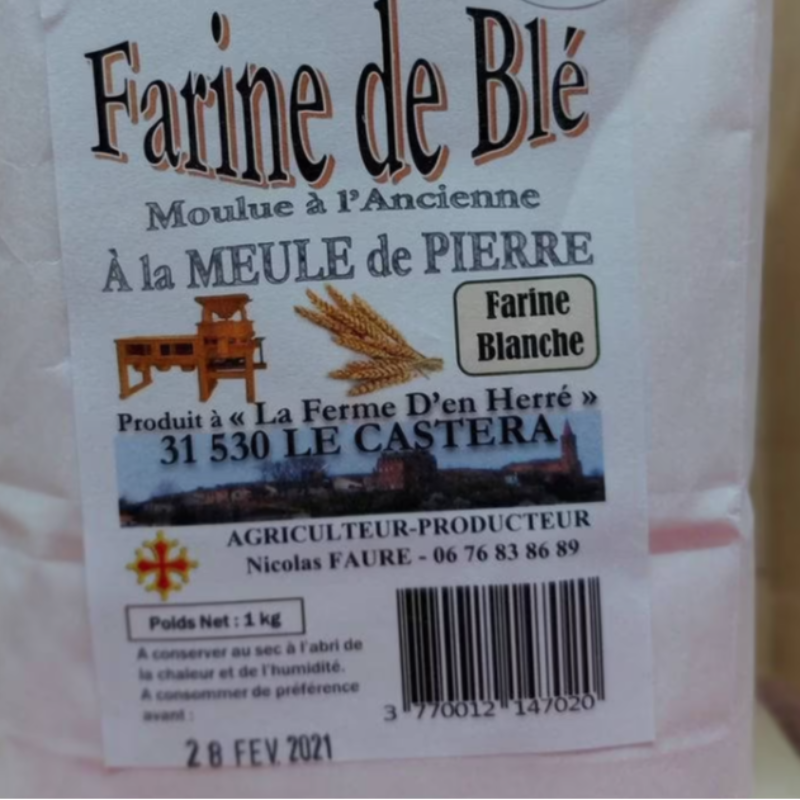 Farine de Blé
Moulue à l'Ancienne
À la MEULE de PIERRE
Farine
Blanche
Produit à « La Ferme D'en Herré »
31 530 LE CASTERA
AGRICULTEUR-PRODUCTEUR
Nicolas FAURE - 06 76 83 86 89
Poids Net : 1 kg
A conserver au sec à l'abri de
la chaleur et de l'humidité.
A consommer de préférence
avant :
28 FEV 2021
3 770012 147020